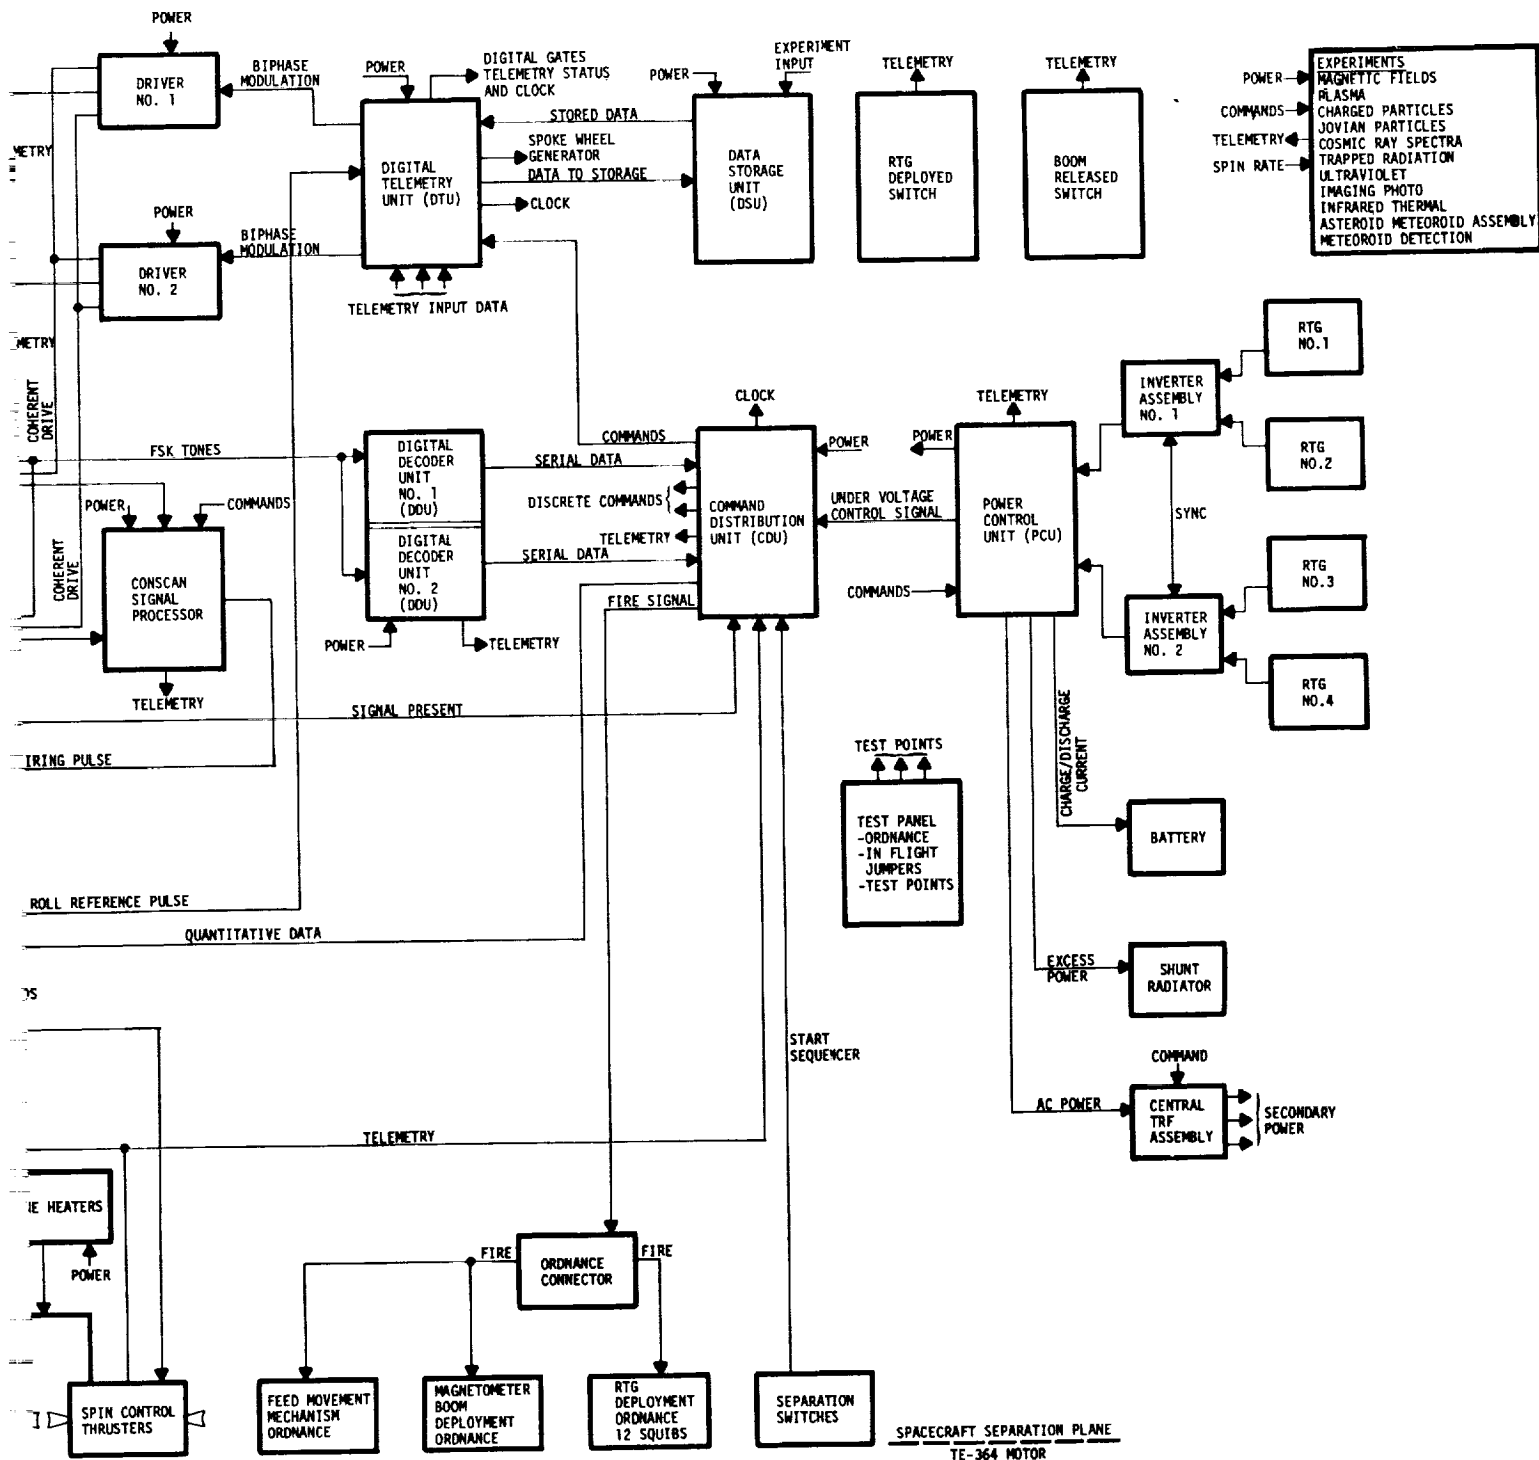 POWER
DRIVER
NO. 1
BIPHASE
MODULATION
POWER
DIGITAL GATES
TELEMETRY STATUS
AND CLOCK
DIGITAL
TELEMETRY
UNIT (DTU)
STORED DATA
SPOKE WHEEL
GENERATOR
DATA TO STORAGE
CLOCK
POWER
EXPERIMENT
INPUT
DATA
STORAGE
UNIT
(DSU)
TELEMETRY
RTG
DEPLOYED
SWITCH
TELEMETRY
BOOM
RELEASED
SWITCH
POWER
COMMANDS
TELEMETRY
SPIN RATE
EXPERIMENTS
MAGNETIC FIELDS
PLASMA
CHARGED PARTICLES
JOVIAN PARTICLES
COSMIC RAY SPECTRA
TRAPPED RADIATION
ULTRAVIOLET
IMAGING PHOTO
INFRARED THERMAL
ASTEROID METEOROID ASSEMBLY
METEOROID DETECTION
METRY
POWER
DRIVER
NO. 2
BIPHASE
MODULATION
TELEMETRY INPUT DATA
METRY
COHERENT
DRIVE
FSK TONES
DIGITAL
DECODER
UNIT
NO. 1
(DDU)
DIGITAL
DECODER
UNIT
NO. 2
(DDU)
POWER
TELEMETRY
COMMANDS
SERIAL DATA
DISCRETE COMMANDS
TELEMETRY
SERIAL DATA
FIRE SIGNAL
CLOCK
COMMAND
DISTRIBUTION
UNIT (CDU)
POWER
UNDER VOLTAGE
CONTROL SIGNAL
POWER
TELEMETRY
POWER
CONTROL
UNIT (PCU)
COMMANDS
INVERTER
ASSEMBLY
NO. 1
SYNC
INVERTER
ASSEMBLY
NO. 2
RTG
NO.1
RTG
NO.2
RTG
NO.3
RTG
NO.4
POWER
COMMANDS
CONSCAN
SIGNAL
PROCESSOR
COHERENT
DRIVE
TELEMETRY
SIGNAL PRESENT
IRING PULSE
CHARGE/DISCHARGE
CURRENT
TEST POINTS
TEST PANEL
-ORDNANCE
-IN FLIGHT
JUMPERS
-TEST POINTS
BATTERY
ROLL REFERENCE PULSE
QUANTITATIVE DATA
EXCESS
POWER
SHUNT
RADIATOR
DS
START
SEQUENCER
COMMAND
AC POWER
CENTRAL
TRF
ASSEMBLY
SECONDARY
POWER
TELEMETRY
NE HEATERS
POWER
FIRE
ORDNANCE
CONNECTOR
FIRE
SPIN CONTROL
THRUSTERS
FEED MOVEMENT
MECHANISM
ORDNANCE
MAGNETOMETER
BOOM
DEPLOYMENT
ORDNANCE
RTG
DEPLOYMENT
ORDNANCE
12 SQUIBS
SEPARATION
SWITCHES
SPACECRAFT SEPARATION PLANE
TE-364 MOTOR